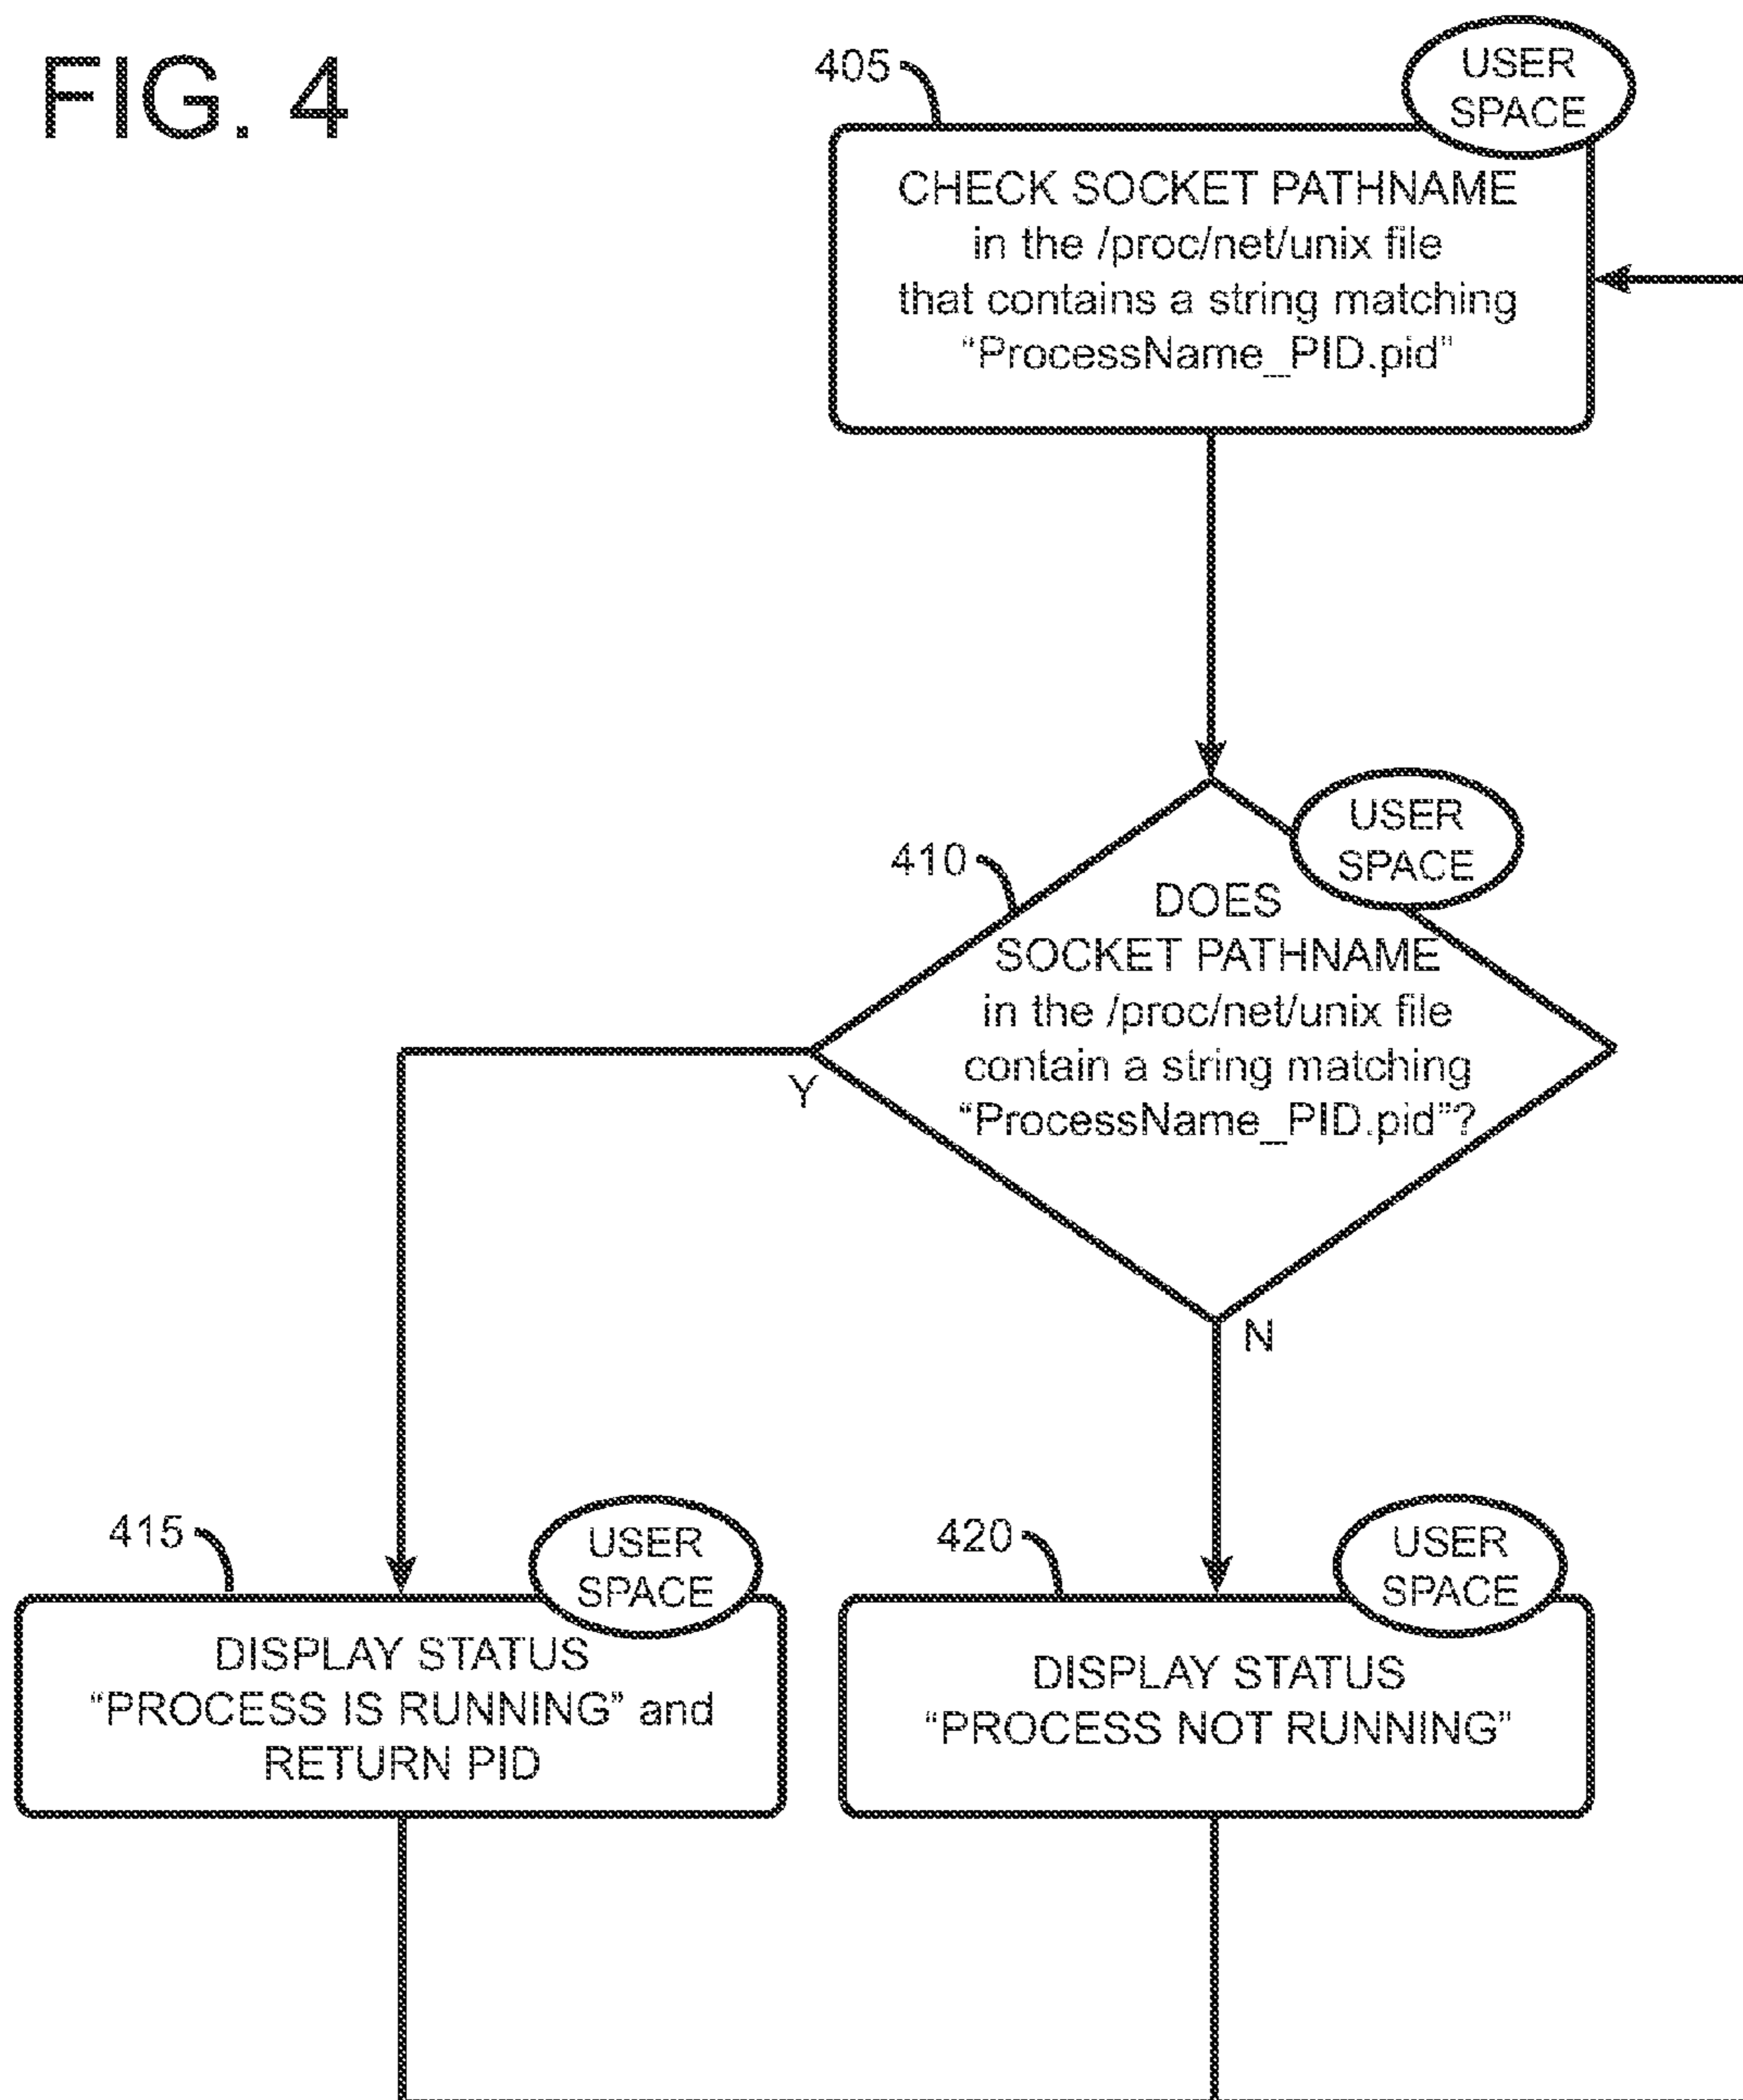 FIG. 4
405
USER
SPACE
CHECK SOCKET PATHNAME
in the /proc/net/unix file
that contains a string matching
“ProcessName_PID.pid”
410
USER
SPACE
DOES
SOCKET PATHNAME
in the /proc/net/unix file
contain a string matching
“ProcessName_PID.pid”?
Y
N
415
USER
SPACE
DISPLAY STATUS
“PROCESS IS RUNNING” and
RETURN PID
420
USER
SPACE
DISPLAY STATUS
“PROCESS NOT RUNNING”